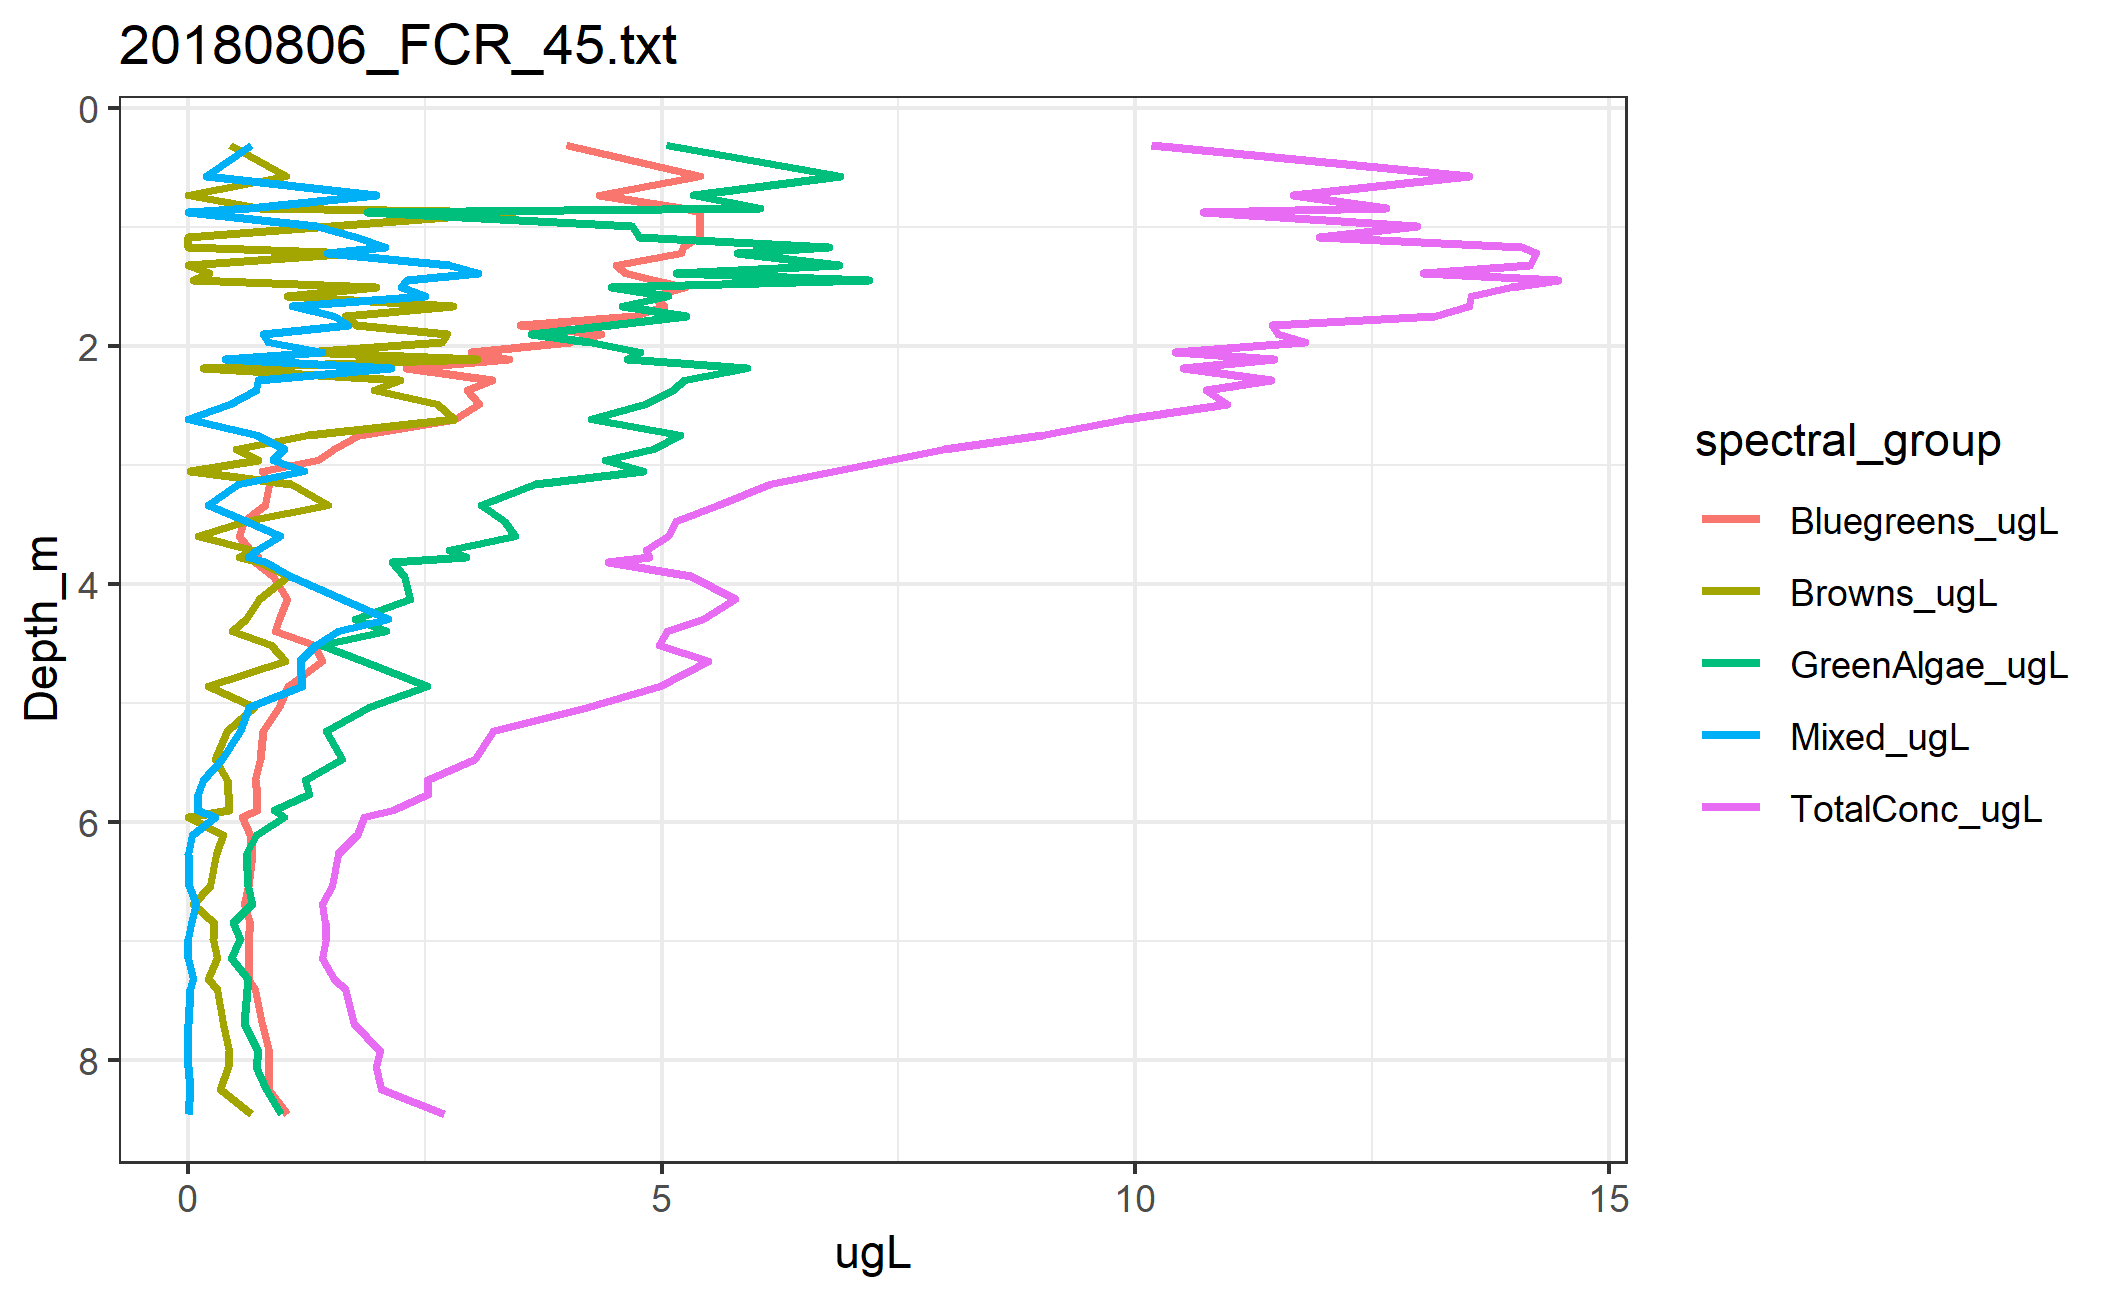 20180806_FCR_45.txt
0
2
4
6
8
Depth_m
0 5 10 15
ugL
spectral_group
Bluegreens_ugL
Browns_ugL
GreenAlgae_ugL
Mixed_ugL
TotalConc_ugL